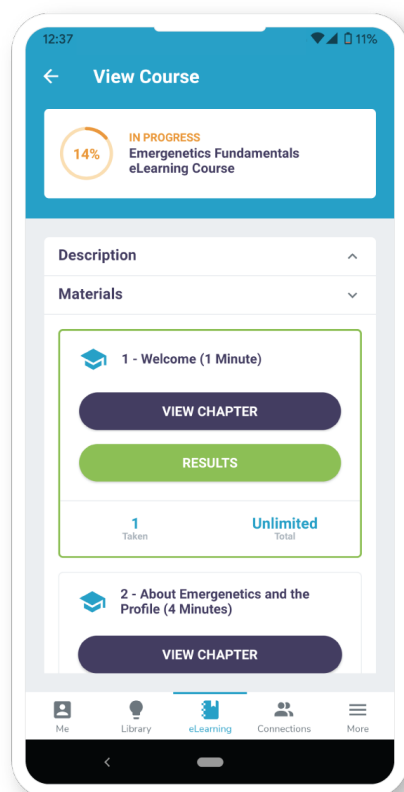 12:37
11%
View Course
14%
IN PROGRESS
Emergenetics Fundamentals
eLearning Course
Description
Materials
1 - Welcome (1 Minute)
VIEW CHAPTER
RESULTS
1
Taken
Unlimited
Total
2 - About Emergenetics and the
Profile (4 Minutes)
VIEW CHAPTER
Me
Library
eLearning
Connections
More